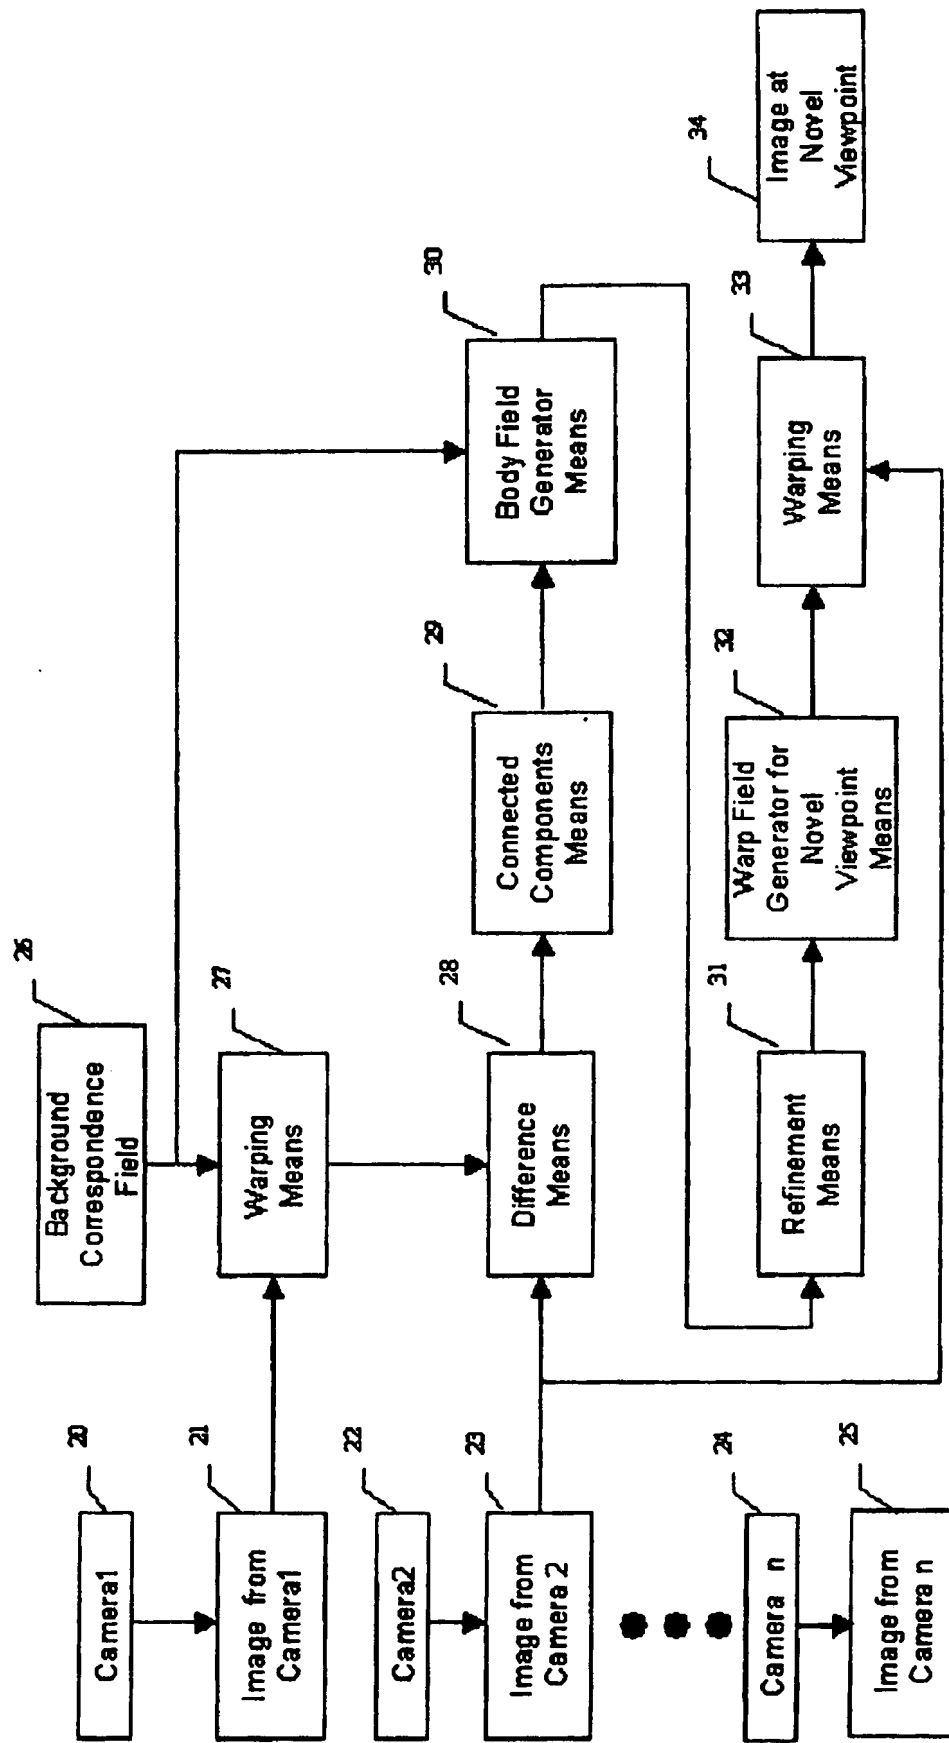 20
Camera1
21
Image from
Camera1
22
Camera2
23
Image from
Camera 2
24
Camera n
25
Image from
Camera n
26
Background
Correspondence
Field
27
Warping
Means
28
Difference
Means
29
Connected
Components
Means
30
Body Field
Generator
Means
31
Refinement
Means
32
Warp Field
Generator for
Novel
Viewpoint
Means
33
Warping
Means
34
Image at
Novel
Viewpoint